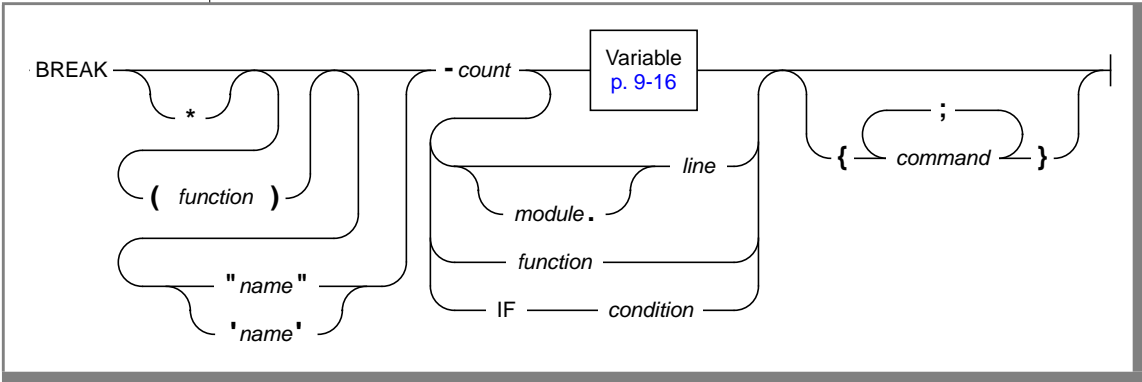 BREAK
*
( function )
"name"
'name'
- count
Variable
p. 9-16
module.
line
function
IF condition
;
{ command }